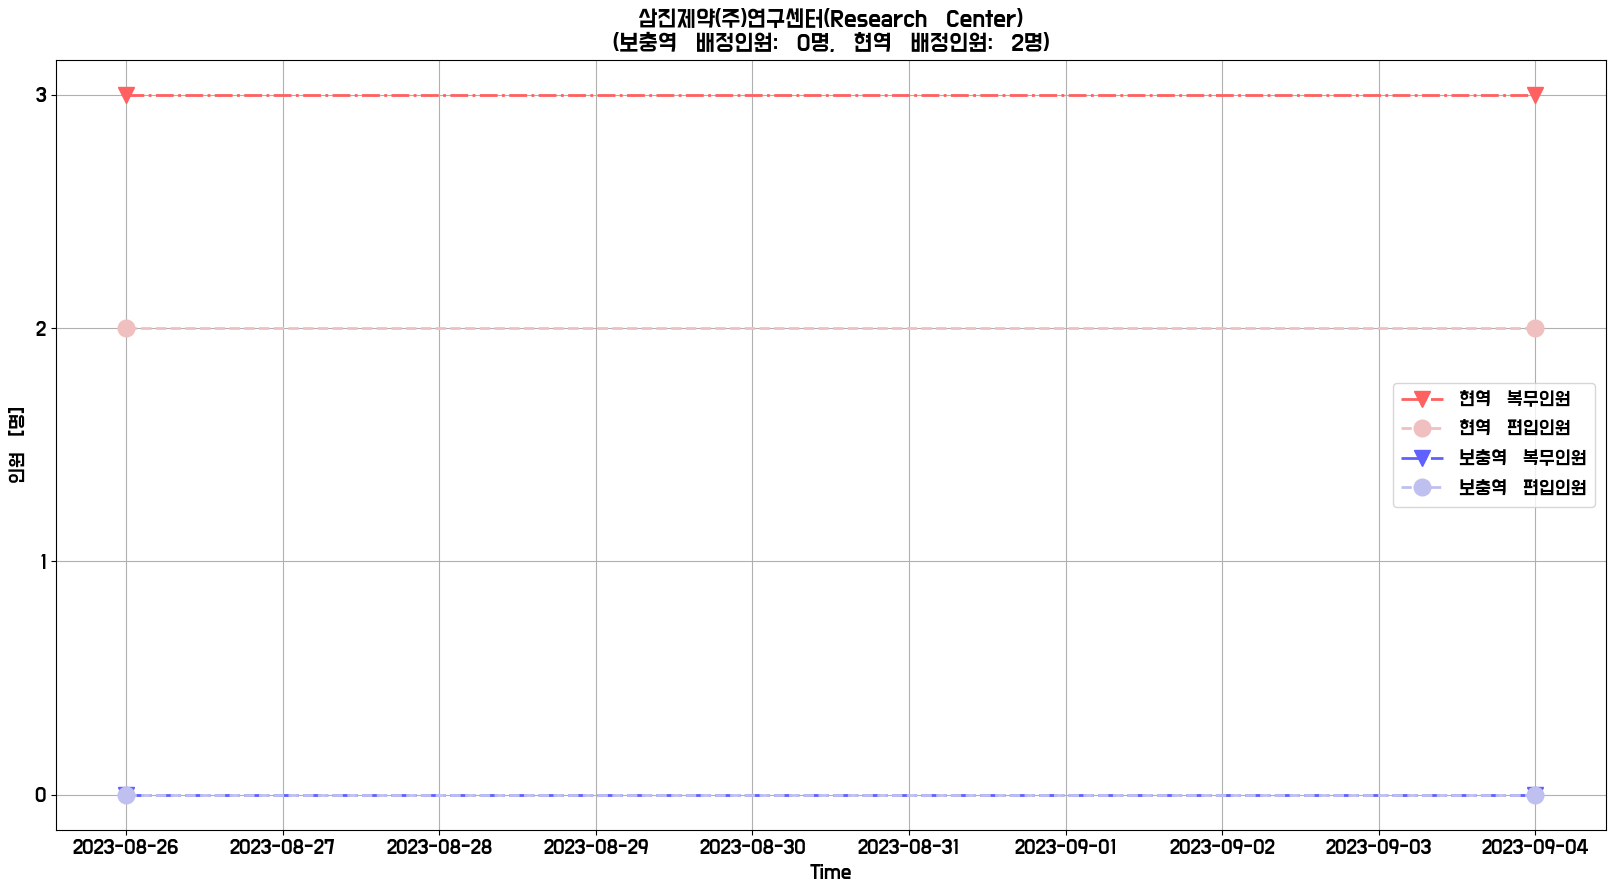 삼진제약(주)연구센터(Research Center)
(보충역 배정인원: 0명, 현역 배정인원: 2명)
3
2
1
0
인원 [명]
현역 복무인원
현역 편입인원
보충역 복무인원
보충역 편입인원
2023-08-26 2023-08-27 2023-08-28 2023-08-29 2023-08-30 2023-08-31 2023-09-01 2023-09-02 2023-09-03 2023-09-04
Time